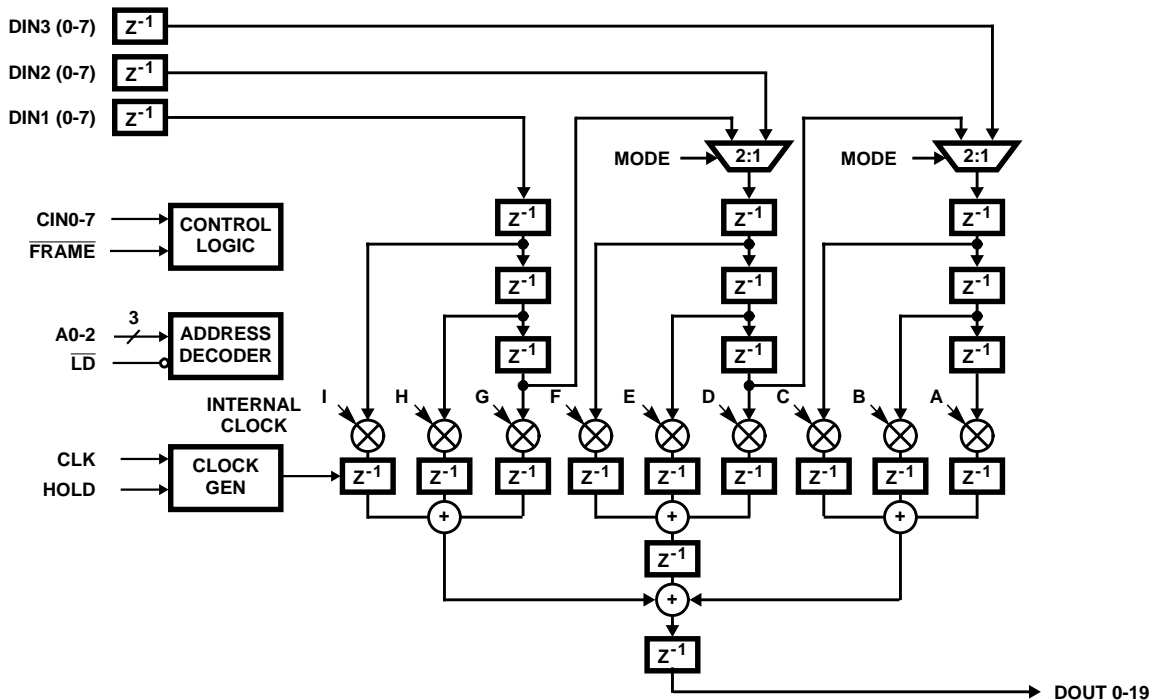 DIN3 (0-7) Z-1
DIN2 (0-7) Z-1
DIN1 (0-7) Z-1
MODE 2:1 MODE 2:1
Z-1 Z-1 Z-1
CIN0-7
FRAME
CONTROL
LOGIC
Z-1 Z-1 Z-1
A0-2 3
LD
ADDRESS
DECODER
Z-1 Z-1 Z-1
I H G F E D C B A
INTERNAL
CLOCK
CLK
HOLD
CLOCK
GEN
Z-1 Z-1 Z-1 Z-1 Z-1 Z-1 Z-1 Z-1 Z-1
+ + +
Z-1
+
Z-1
DOUT 0-19